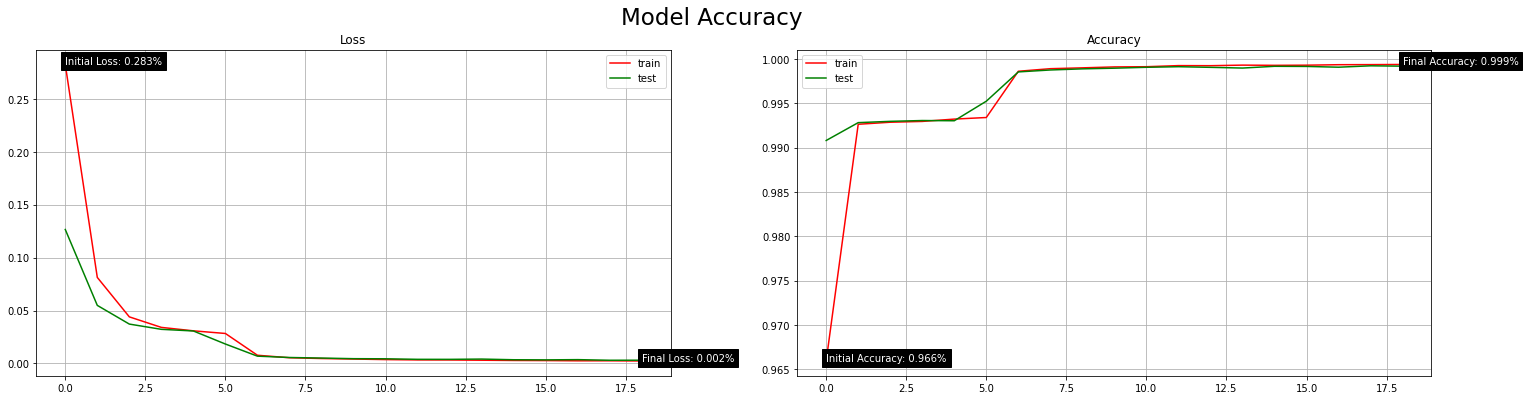 Model Accuracy
Loss
Initial Loss: 0.283%
train
test
0.25
0.20
0.15
0.10
0.05
0.00
Final Loss: 0.002%
0.0 2.5 5.0 7.5 10.0 12.5 15.0 17.5
Accuracy
train
test
Final Accuracy: 0.999%
1.000
0.995
0.990
0.985
0.980
0.975
0.970
0.965
Initial Accuracy: 0.966%
0.0 2.5 5.0 7.5 10.0 12.5 15.0 17.5